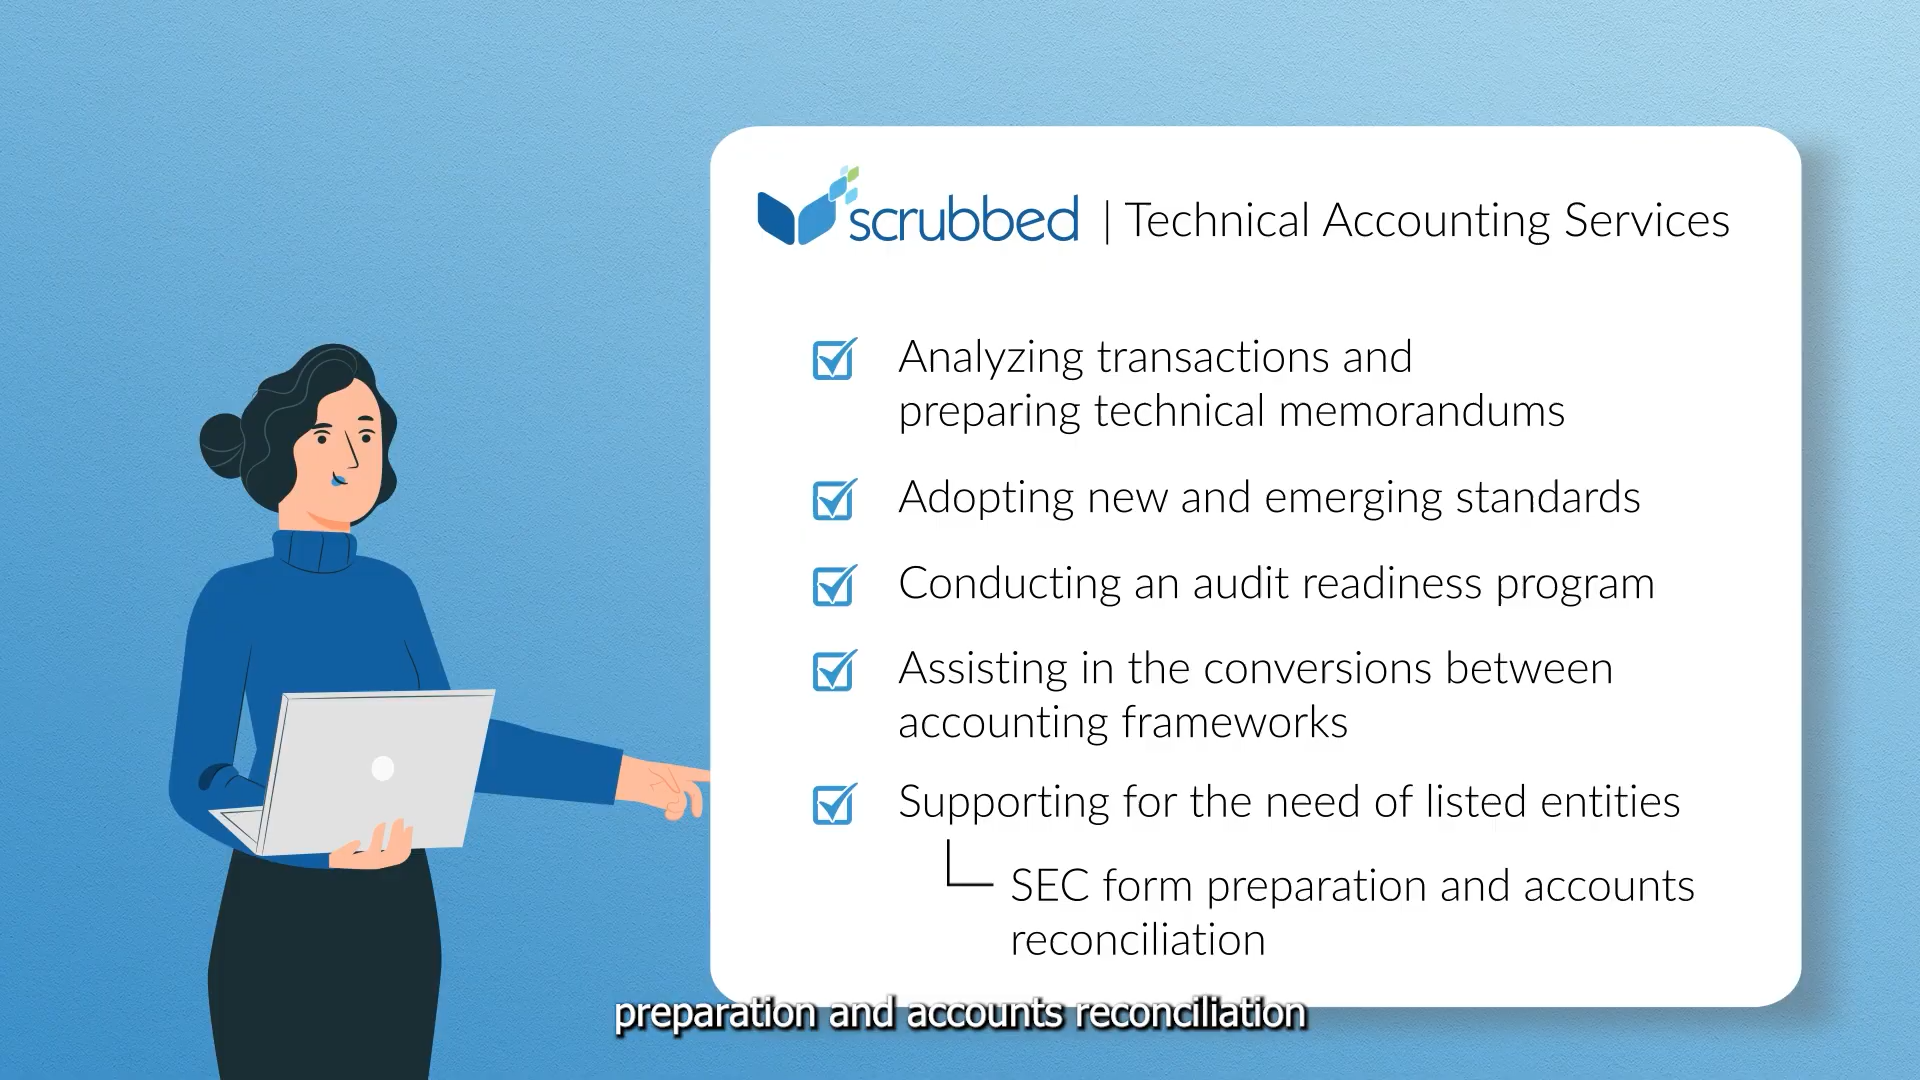 scrubbed | Technical Accounting Services
Analyzing transactions and
preparing technical memorandums
Adopting new and emerging standards
Conducting an audit readiness program
Assisting in the conversions between
accounting frameworks
Supporting for the need of listed entities
SEC form preparation and accounts
reconciliation
preparation and accounts reconciliation